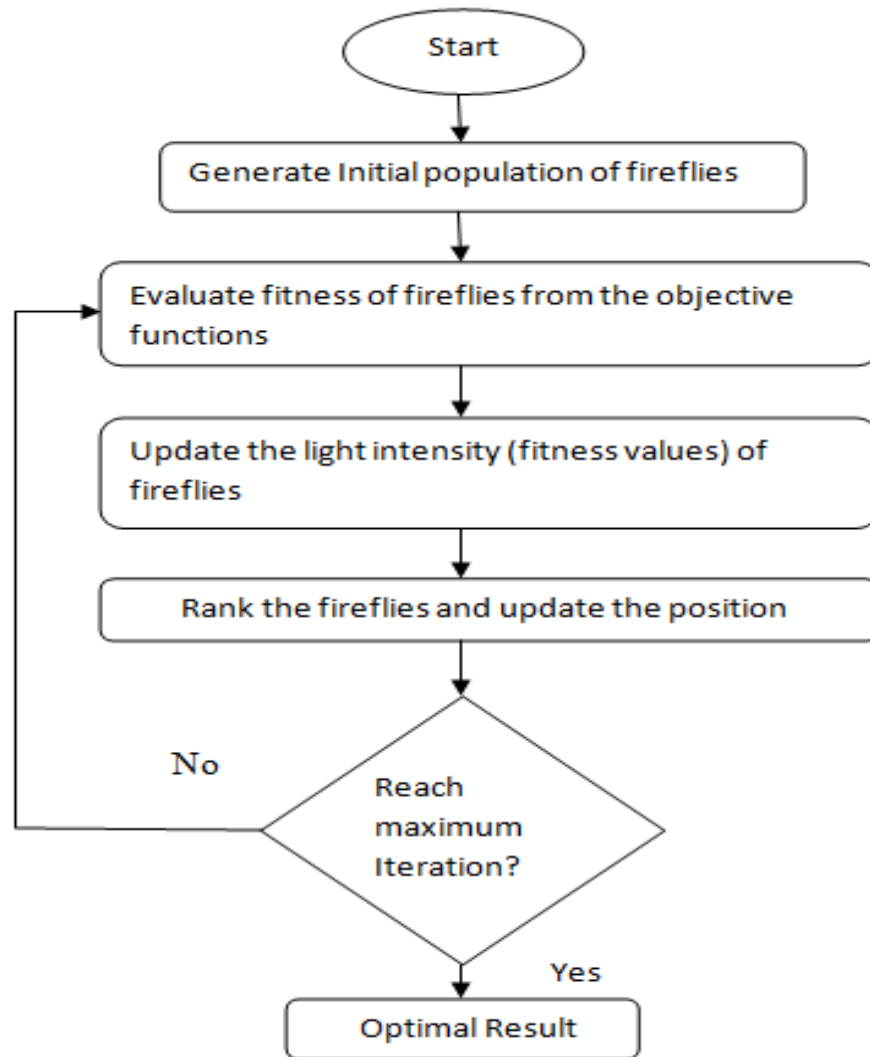 Start
Generate Initial population of fireflies
Evaluate fitness of fireflies from the objective
functions
Update the light intensity (fitness values) of
fireflies
Rank the fireflies and update the position
No
Reach
maximum
Iteration?
Yes
Optimal Result